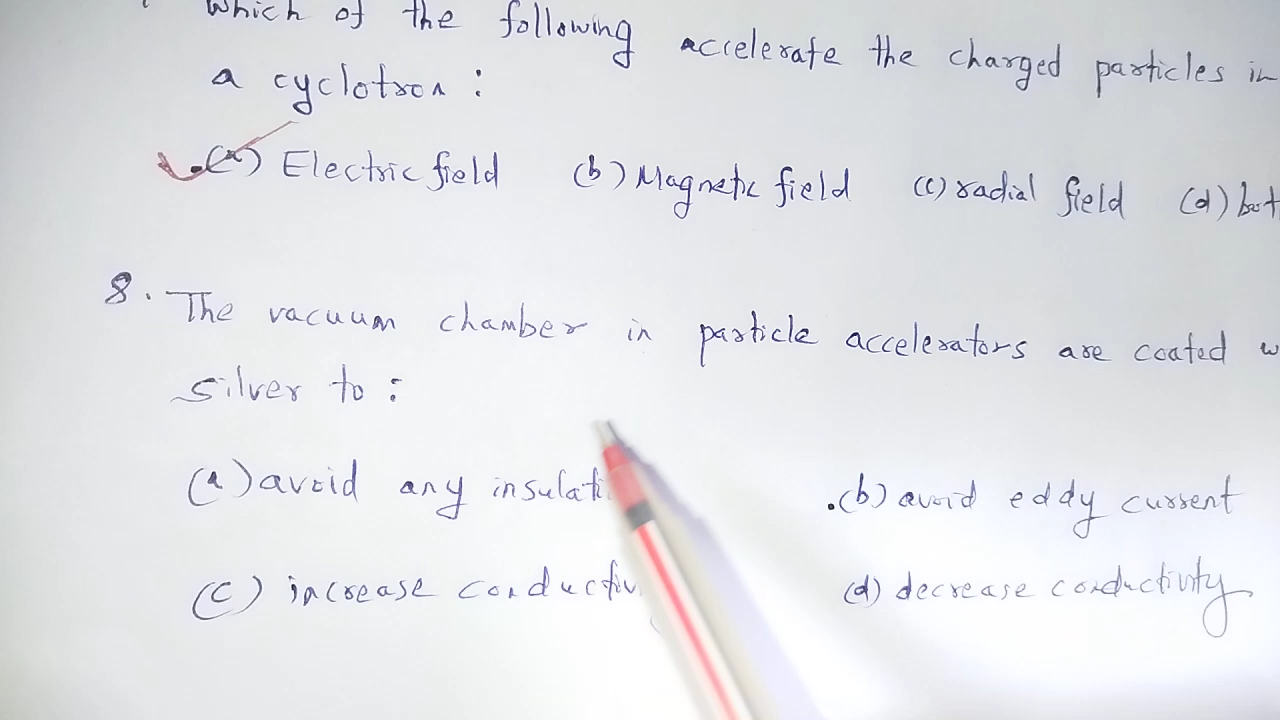 Which of the following accelerate the charged particles in
a cyclotron :
(a) Electric field (b) Magnetic field (c) radial field (d)
8. The vacuum chamber in particle accelerators are coated
silver to :
(a) avoid any (b) avoid eddy current
(c) increase (d) decrease conductivity